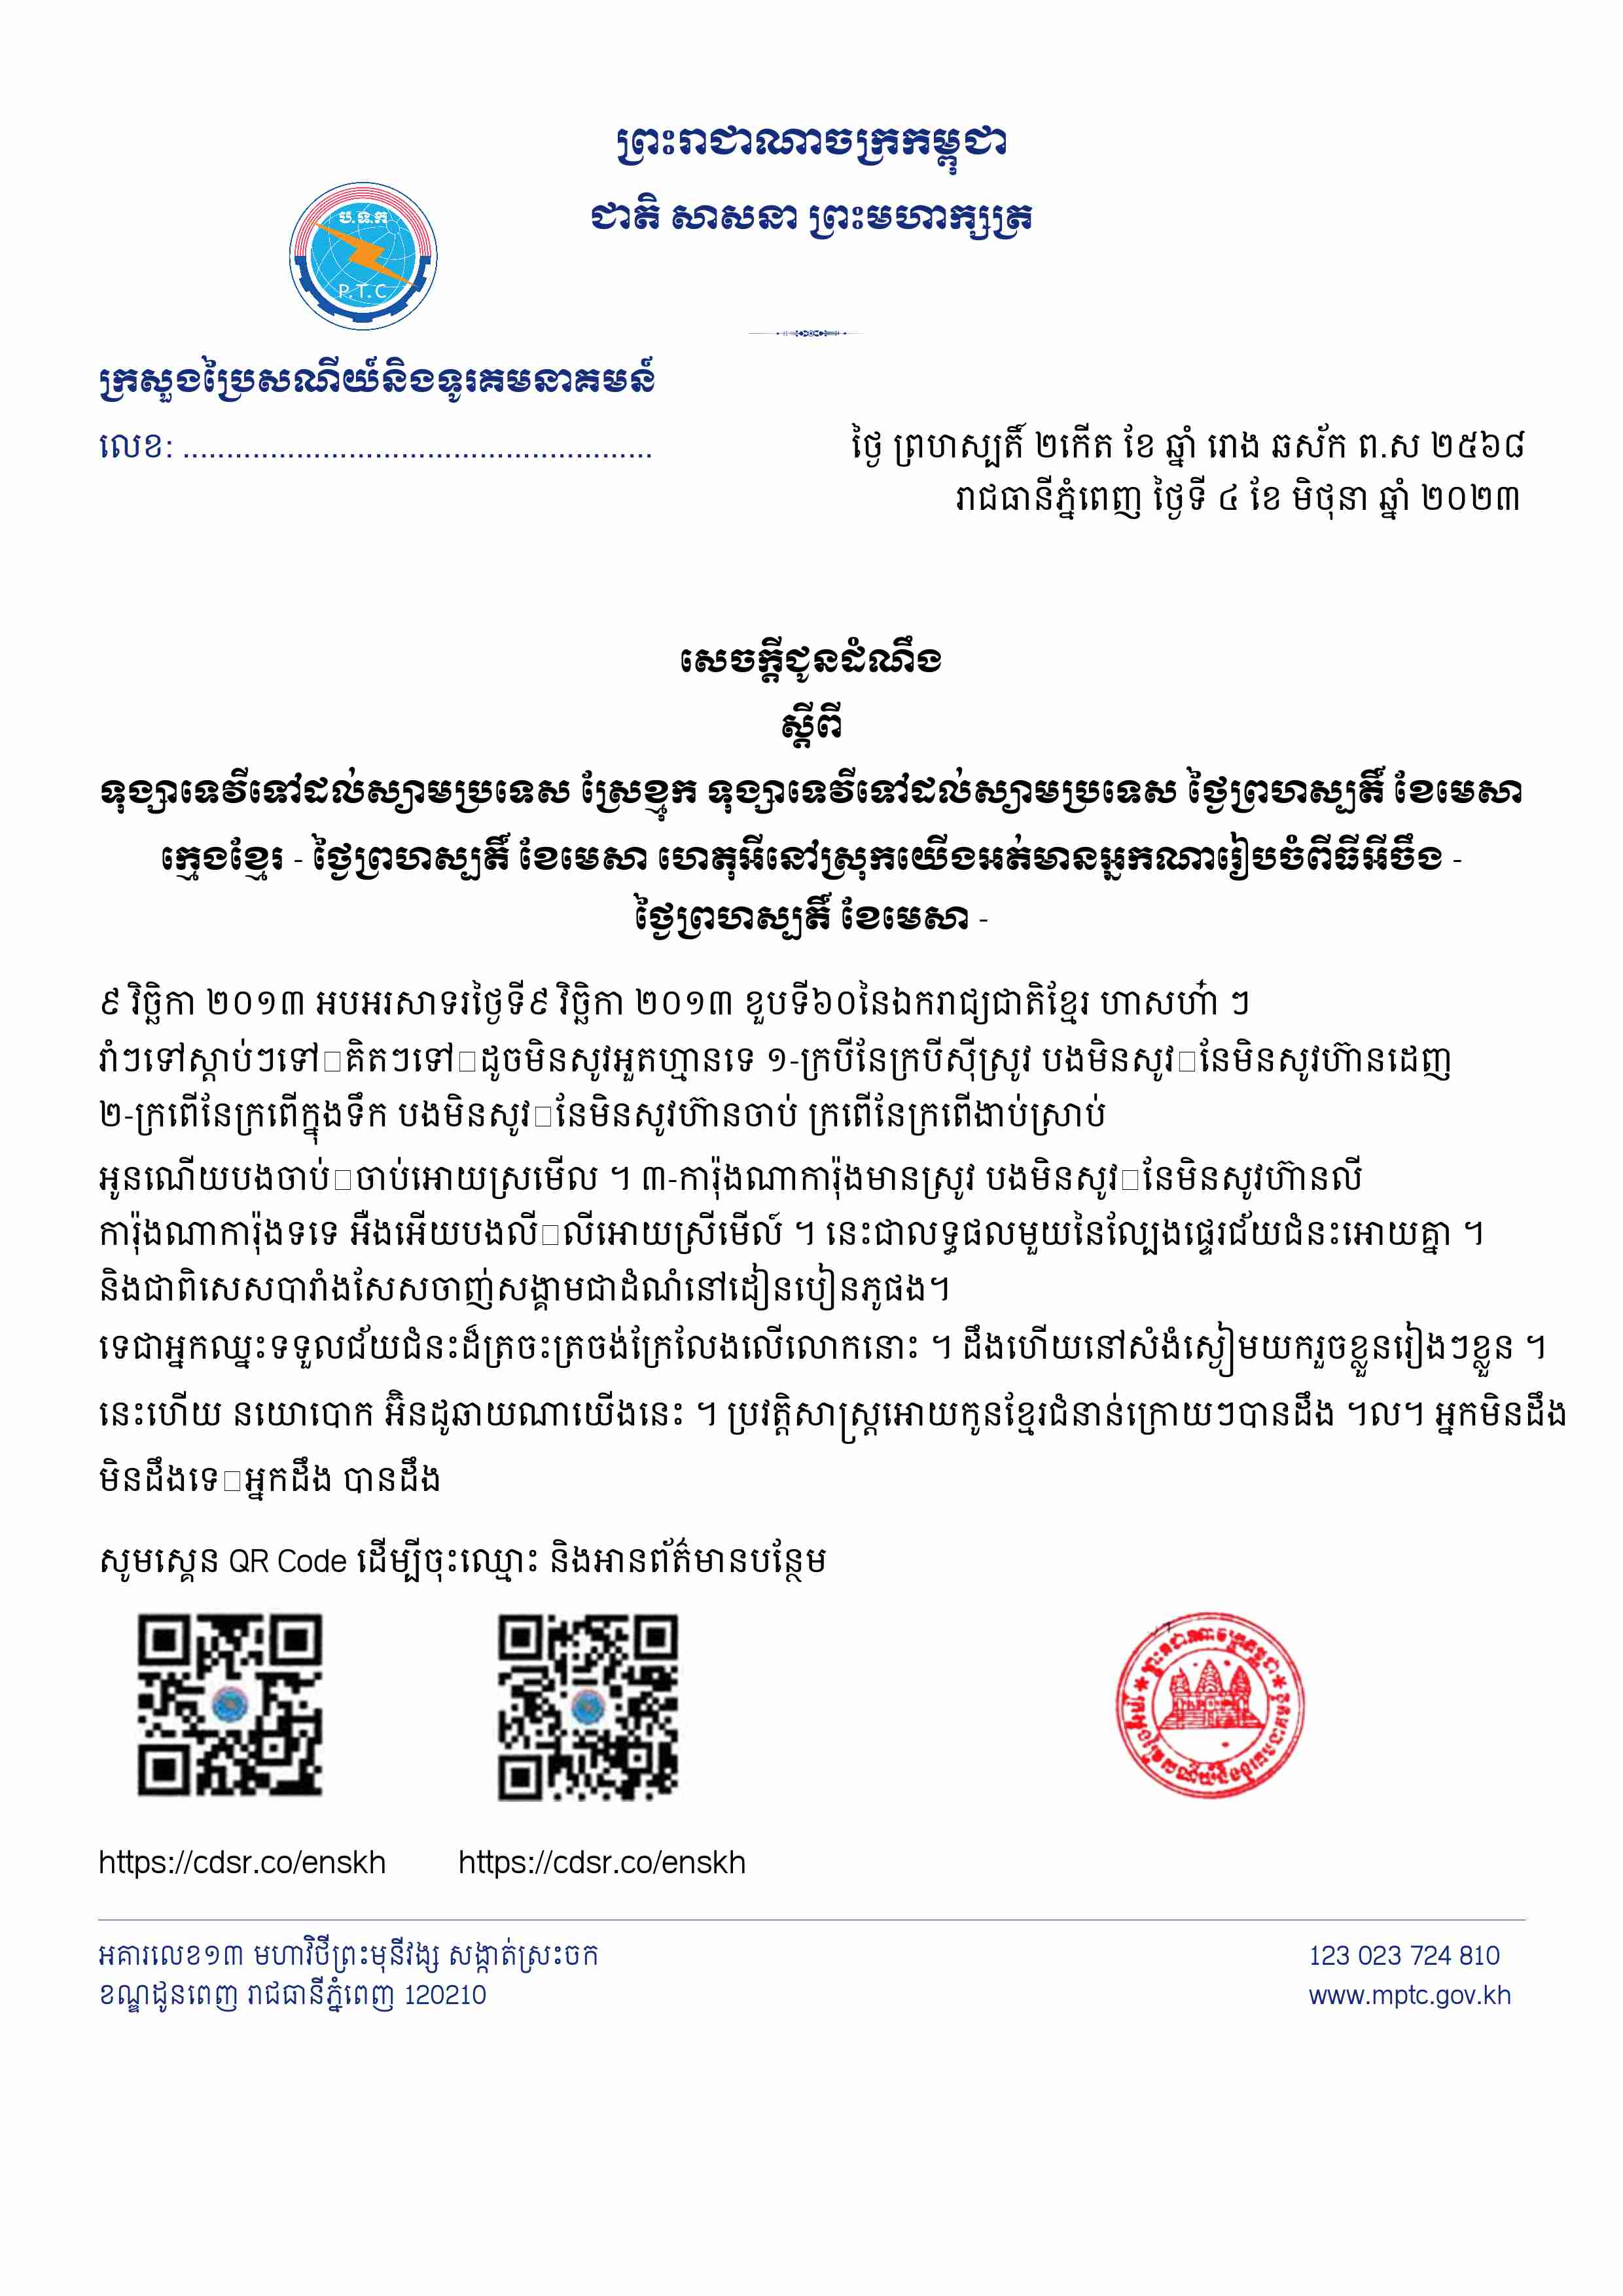 ព្រះរាជាណាចក្រកម្ពុជា
ជាតិ សាសនា ព្រះមហាក្សត្រ
ប.ទ.ក
P.T.C
ក្រសួងប្រៃសណីយ៍និងទូរគមនាគមន៍
លេខ: ......................................................
ថ្ងៃ ព្រហស្បតិ៍ ២កើត ខែ ឆ្នាំ រោង ឆស័ក ព.ស ២៥៦៨
រាជធានីភ្នំពេញ ថ្ងៃទី ៤ ខែ មិថុនា ឆ្នាំ ២០២៣
សេចក្តីជូនដំណឹង
ស្តីពី
ទុង្សាទេវីទៅដល់ស្យាមប្រទេស ស្រែខ្មុក ទុង្សាទេវីទៅដល់ស្យាមប្រទេស ថ្ងៃព្រហស្បតិ៍ ខែមេសា
ក្មេងខ្មែរ - ថ្ងៃព្រហស្បតិ៍ ខែមេសា ហេតុអីនៅស្រុកយើងអត់មានអ្នកណារៀបចំពីធីអីចឹង -
ថ្ងៃព្រហស្បតិ៍ ខែមេសា -
៩ វិច្ឆិកា ២០១៣ អបអរសាទរថ្ងៃទី៩ វិច្ឆិកា ២០១៣ ខួបទី៦០នៃឯករាជ្យជាតិខ្មែរ ហាសហ៎ា ៗ
រាំៗទៅស្តាប់ៗទៅ គិតៗទៅ ដូចមិនសូវអួតហ្មានទេ ១-ក្របីនែក្របីស៊ីស្រូវ បងមិនសូវ នែមិនសូវហ៊ានដេញ
២-ក្រពើនែក្រពើក្នុងទឹក បងមិនសូវ នែមិនសូវហ៊ានចាប់ ក្រពើនែក្រពើងាប់ស្រាប់
អូនណើយបងចាប់ ចាប់អោយស្រមើល ។ ៣-ការ៉ុងណាការ៉ុងមានស្រូវ បងមិនសូវ នែមិនសូវហ៊ានលី
ការ៉ុងណាការ៉ុងទទេ អឺងអើយបងលី លីអោយស្រីមើល៍ ។ នេះជាលទ្ធផលមួយនៃល្បែងផ្ទេរជ័យជំនះអោយគ្នា ។
និងជាពិសេសបារាំងសែសចាញ់សង្គាមជាដំណំនៅដៀនបៀនភូផង។
ទេជាអ្នកឈ្នះទទួលជ័យជំនះដ៏ត្រចះត្រចង់ក្រៃលែងលើលោកនោះ ។ ដឹងហើយនៅសំងំស្ងៀមយករួចខ្លួនរៀងៗខ្លួន ។
នេះហើយ នយោបោក អ៊ិនដូឆាយណាយើងនេះ ។ ប្រវត្តិសាស្ត្រអោយកូនខ្មែរជំនាន់ក្រោយៗបានដឹង ។ល។ អ្នកមិនដឹង
មិនដឹងទេ អ្នកដឹង បានដឹង
សូមស្គេន QR Code ដើម្បីចុះឈ្មោះ និងអានព័ត៌មានបន្ថែម
ព្រះរាជាណាចក្រកម្ពុជា
ក្រសួងប្រៃសណីយ៍និងទូរគមនាគមន៍
https://cdsr.co/enskh https://cdsr.co/enskh
អគារលេខ១៣ មហាវិថីព្រះមុនីវង្ស សង្កាត់ស្រះចក
123 023 724 810
ខណ្ឌដូនពេញ រាជធានីភ្នំពេញ 120210
www.mptc.gov.kh